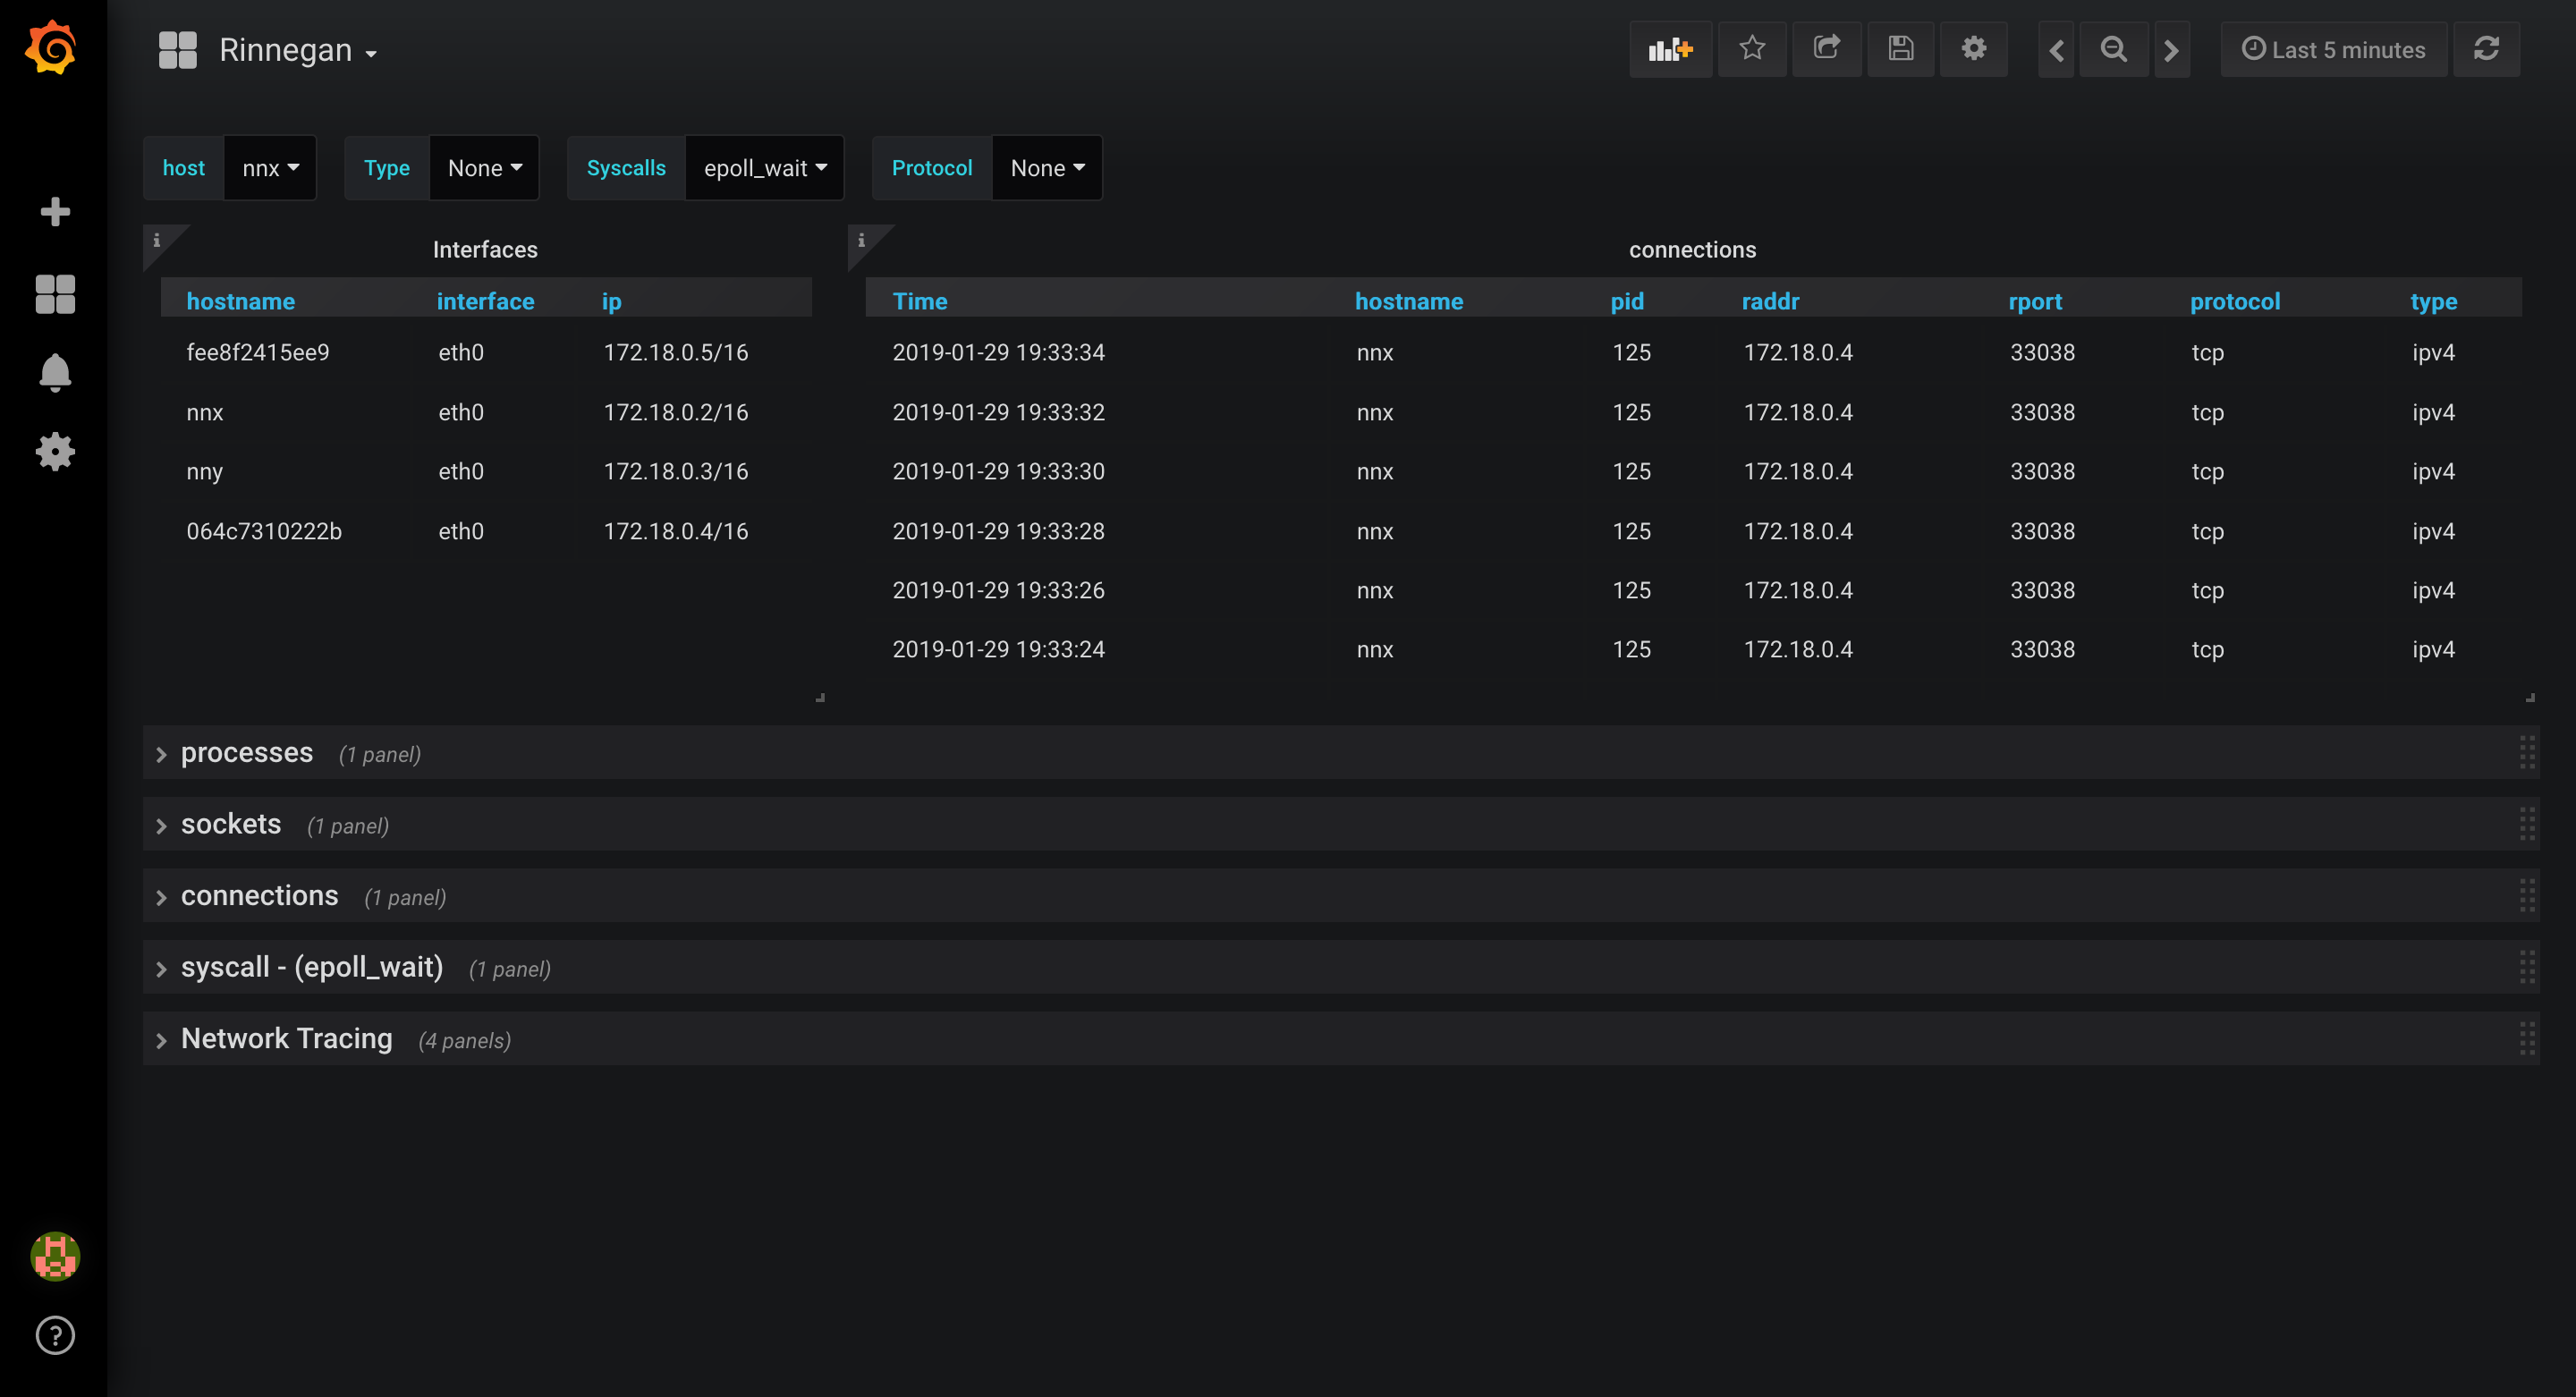 Rinnegan
Last 5 minutes
host nnx Type None Syscalls epoll_wait Protocol None
Interfaces
hostname interface ip
fee8f2415ee9 eth0 172.18.0.5/16
nnx eth0 172.18.0.2/16
nny eth0 172.18.0.3/16
064c7310222b eth0 172.18.0.4/16
connections
Time hostname pid raddr rport protocol type
2019-01-29 19:33:34 nnx 125 172.18.0.4 33038 tcp ipv4
2019-01-29 19:33:32 nnx 125 172.18.0.4 33038 tcp ipv4
2019-01-29 19:33:30 nnx 125 172.18.0.4 33038 tcp ipv4
2019-01-29 19:33:28 nnx 125 172.18.0.4 33038 tcp ipv4
2019-01-29 19:33:26 nnx 125 172.18.0.4 33038 tcp ipv4
2019-01-29 19:33:24 nnx 125 172.18.0.4 33038 tcp ipv4
processes (1 panel)
sockets (1 panel)
connections (1 panel)
syscall - (epoll_wait) (1 panel)
Network Tracing (4 panels)